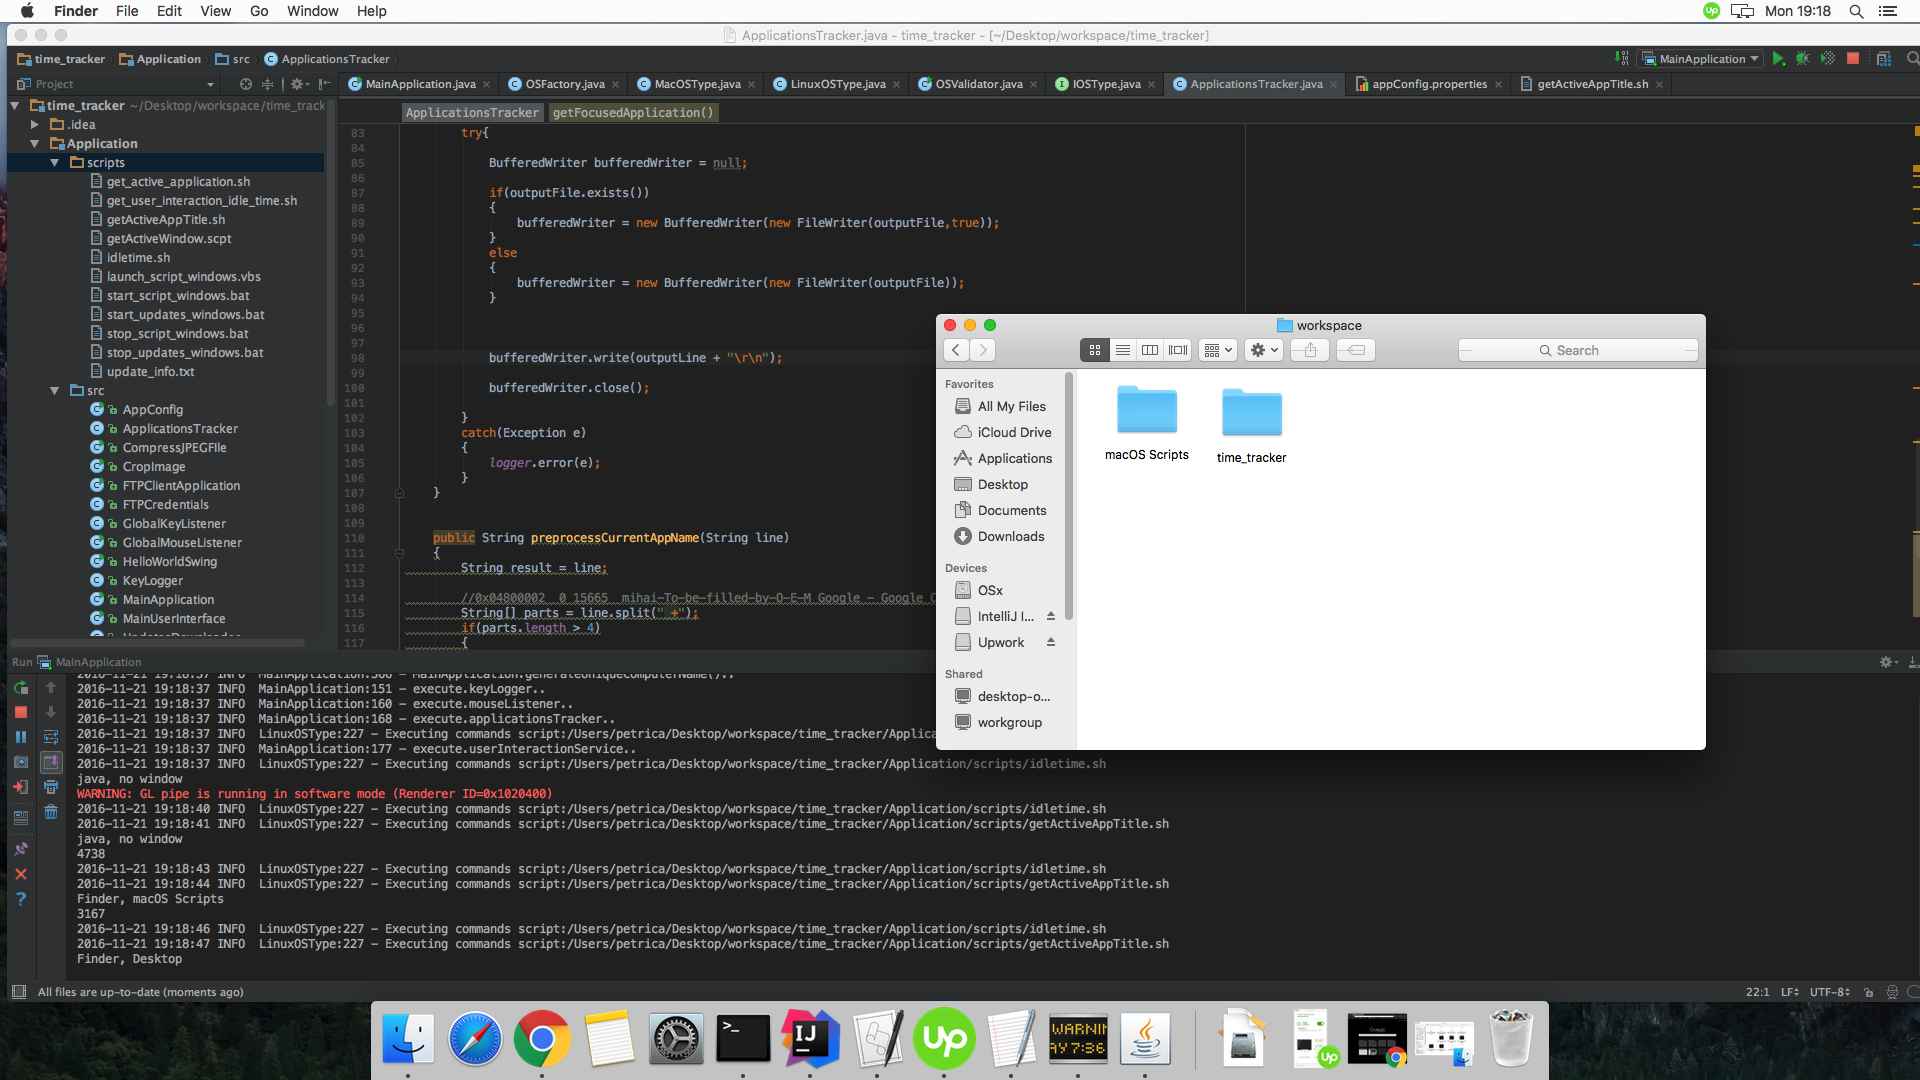 Finder File Edit View Go Window Help
Up Mon 19:18
ApplicationsTracker.java - time_tracker - [~/Desktop/workspace/time_tracker]
time_tracker Application src ApplicationsTracker
MainApplication
Project
MainApplication.java OSFactory.java MacOSType.java LinuxOSType.java OSValidator.java IOSType.java ApplicationsTracker.java appConfig.properties getActiveAppTitle.sh
time_tracker ~/Desktop/workspace/time_track
.idea
Application
scripts
get_active_application.sh
get_user_interaction_idle_time.sh
getActiveAppTitle.sh
getActiveWindow.scpt
idletime.sh
launch_script_windows.vbs
start_script_windows.bat
start_updates_windows.bat
stop_script_windows.bat
stop_updates_windows.bat
update_info.txt
src
AppConfig
ApplicationsTracker
CompressJPEGFIle
CropImage
FTPClientApplication
FTPCredentials
GlobalKeyListener
GlobalMouseListener
HelloWorldSwing
KeyLogger
MainApplication
MainUserInterface
ApplicationsTracker getFocusedApplication()
83 try{
84
85 BufferedWriter bufferedWriter = null;
86
87 if(outputFile.exists())
88 {
89 bufferedWriter = new BufferedWriter(new FileWriter(outputFile,true));
90 }
91 else
92 {
93 bufferedWriter = new BufferedWriter(new FileWriter(outputFile));
94 }
95
96
97
98 bufferedWriter.write(outputLine + "\r\n");
99
100 bufferedWriter.close();
101
102 }
103 catch(Exception e)
104 {
105 logger.error(e);
106 }
107 }
108
109
110 public String preprocessCurrentAppName(String line)
111 {
112 String result = line;
113
114 //0x04800002 0 15665 mihai-To-be-filled-by-O-E-M Google - Google C
115 String[] parts = line.split(" +");
116 if(parts.length > 4)
117 {
workspace
Search
Favorites
All My Files
iCloud Drive
Applications
Desktop
Documents
Downloads
Devices
OSx
IntelliJ I...
Upwork
Shared
desktop-o...
workgroup
macOS Scripts
time_tracker
Run MainApplication
2016-11-21 19:18:37 INFO MainApplication:300 - MainApplication.generateUniqueComputerName()..
2016-11-21 19:18:37 INFO MainApplication:151 - execute.keyLogger..
2016-11-21 19:18:37 INFO MainApplication:160 - execute.mouseListener..
2016-11-21 19:18:37 INFO MainApplication:168 - execute.applicationsTracker..
2016-11-21 19:18:37 INFO LinuxOSType:227 - Executing commands script:/Users/petrica/Desktop/workspace/time_tracker/Applica
2016-11-21 19:18:37 INFO MainApplication:177 - execute.userInteractionService..
2016-11-21 19:18:37 INFO LinuxOSType:227 - Executing commands script:/Users/petrica/Desktop/workspace/time_tracker/Application/scripts/idletime.sh
java, no window
WARNING: GL pipe is running in software mode (Renderer ID=0x1020400)
2016-11-21 19:18:40 INFO LinuxOSType:227 - Executing commands script:/Users/petrica/Desktop/workspace/time_tracker/Application/scripts/idletime.sh
2016-11-21 19:18:41 INFO LinuxOSType:227 - Executing commands script:/Users/petrica/Desktop/workspace/time_tracker/Application/scripts/getActiveAppTitle.sh
java, no window
4738
2016-11-21 19:18:43 INFO LinuxOSType:227 - Executing commands script:/Users/petrica/Desktop/workspace/time_tracker/Application/scripts/idletime.sh
2016-11-21 19:18:44 INFO LinuxOSType:227 - Executing commands script:/Users/petrica/Desktop/workspace/time_tracker/Application/scripts/getActiveAppTitle.sh
Finder, macOS Scripts
3167
2016-11-21 19:18:46 INFO LinuxOSType:227 - Executing commands script:/Users/petrica/Desktop/workspace/time_tracker/Application/scripts/idletime.sh
2016-11-21 19:18:47 INFO LinuxOSType:227 - Executing commands script:/Users/petrica/Desktop/workspace/time_tracker/Application/scripts/getActiveAppTitle.sh
Finder, Desktop
All files are up-to-date (moments ago)
22:1 LF UTF-8
IJ
Up
WARNIN
AY 7:36
Up